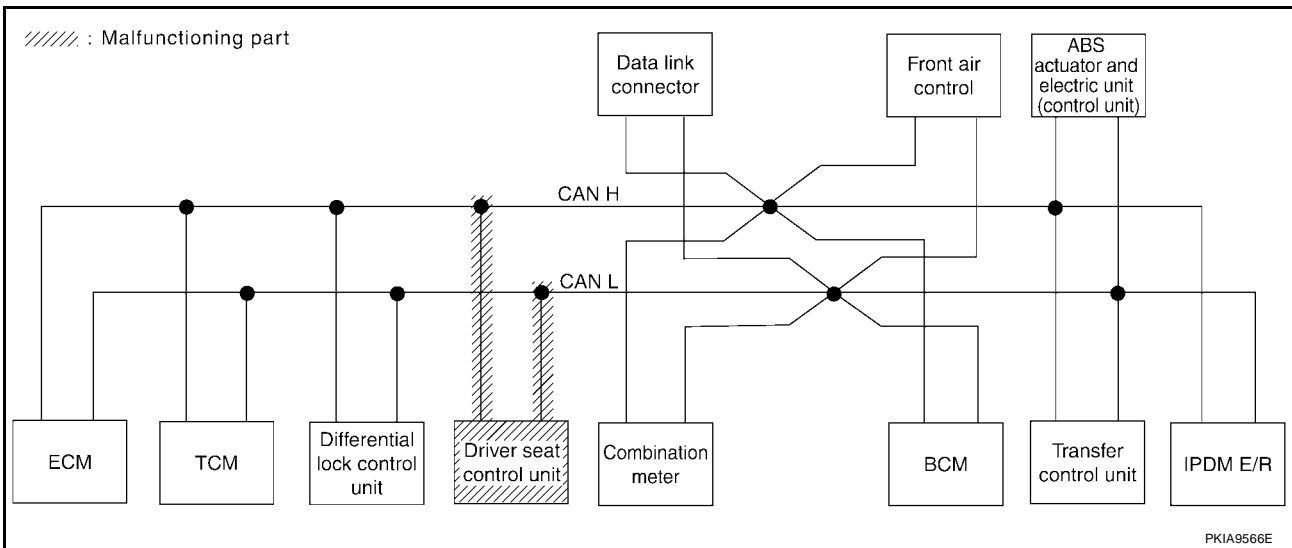 : Malfunctioning part
Data link
connector
Front air
control
ABS
actuator and
electric unit
(control unit)
CAN H
CAN L
ECM
TCM
Differential
lock control
unit
Driver seat
control unit
Combination
meter
BCM
Transfer
control unit
IPDM E/R
PKIA9566E